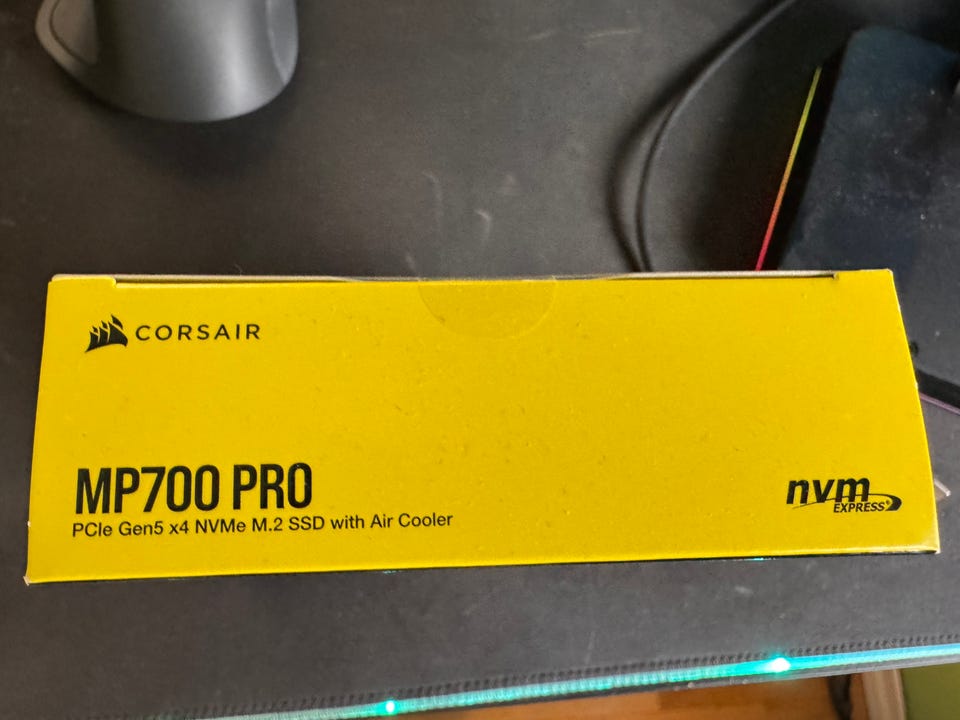 CORSAIR
MP700 PRO
PCIe Gen5 x4 NVMe M.2 SSD with Air Cooler
nvm
EXPRESS®